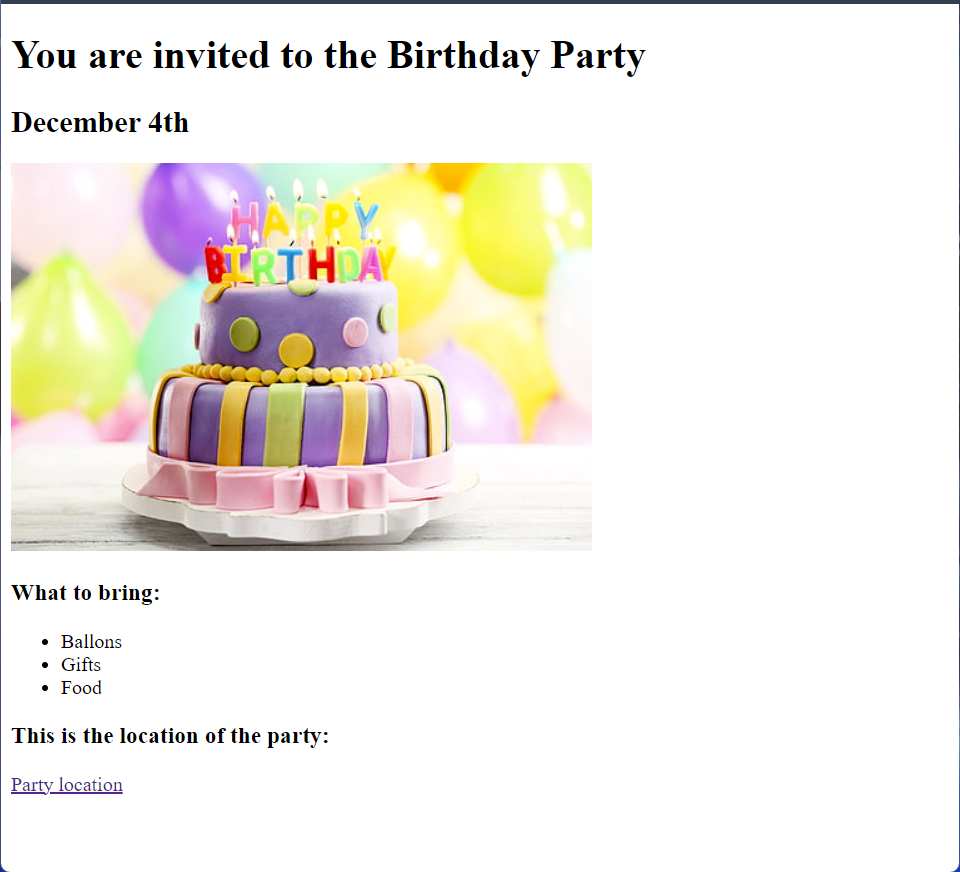 You are invited to the Birthday Party
December 4th
HAPPY
BIRTHDAY
What to bring:
Ballons
Gifts
Food
This is the location of the party:
Party location